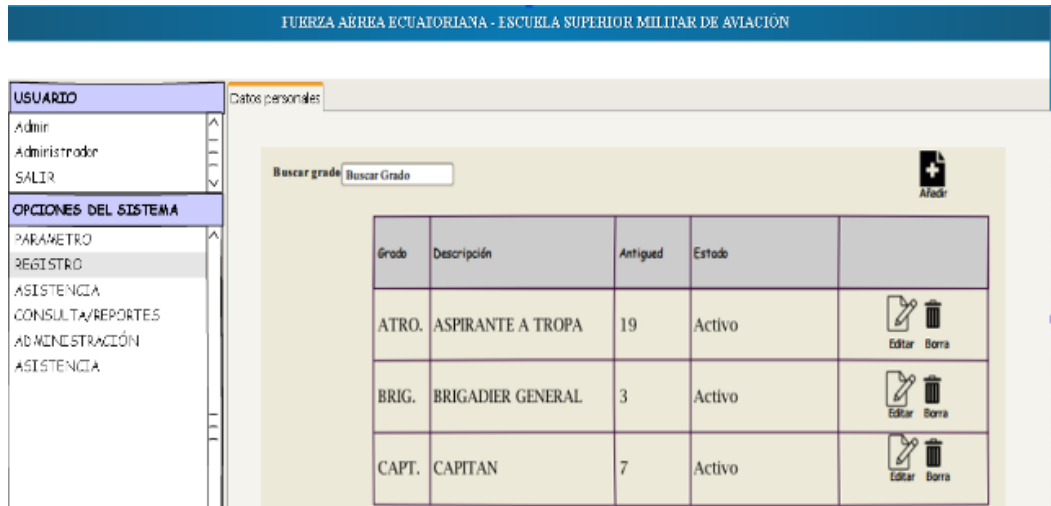 FUERZA AÉREA ECUATORIANA - ESCUELA SUPERIOR MILITAR DE AVIACIÓN
USUARIO
Admin
Administrador
SALIR
OPCIONES DEL SISTEMA
PARAMETRO
REGISTRO
ASISTENCIA
CONSULTA/REPORTES
ADMINISTRACIÓN
ASISTENCIA
Datos personales
Buscar grado Buscar Grado
Añadir
Grado Descripción Antigued Estado
ATRO. ASPIRANTE A TROPA 19 Activo
Editar Borra
BRIG. BRIGADIER GENERAL 3 Activo
Editar Borra
CAPT. CAPITAN 7 Activo
Editar Borra